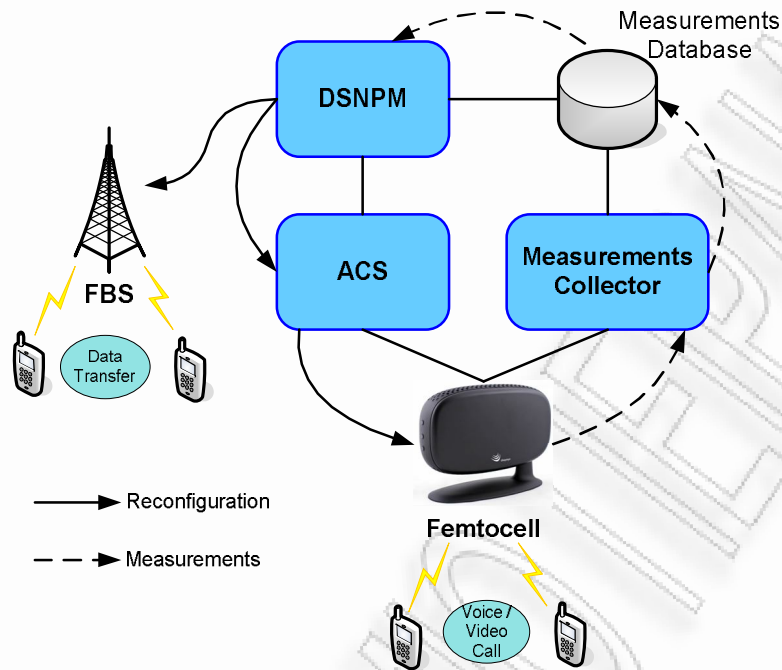 Measurements
Database
DSNPM
ACS
Measurements
Collector
FBS
Data
Transfer
Reconfiguration
Measurements
Femtocell
Voice /
Video
Call